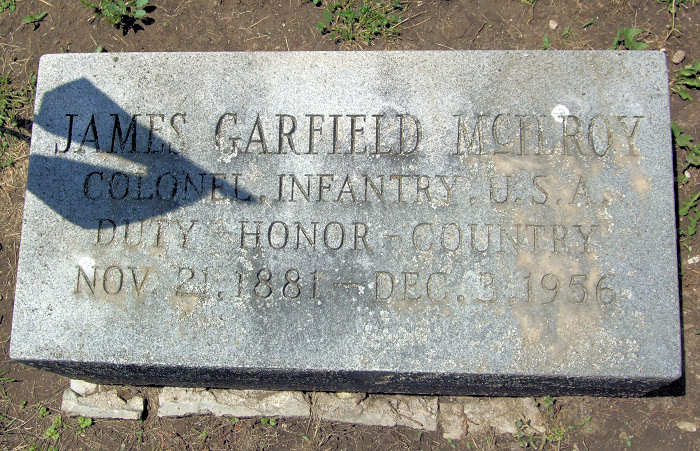 JAMES GARFIELD McILROY
COLONEL, INFANTRY, U.S.A.
DUTY - HONOR - COUNTRY
NOV. 21, 1881 - DEC. 3, 1956